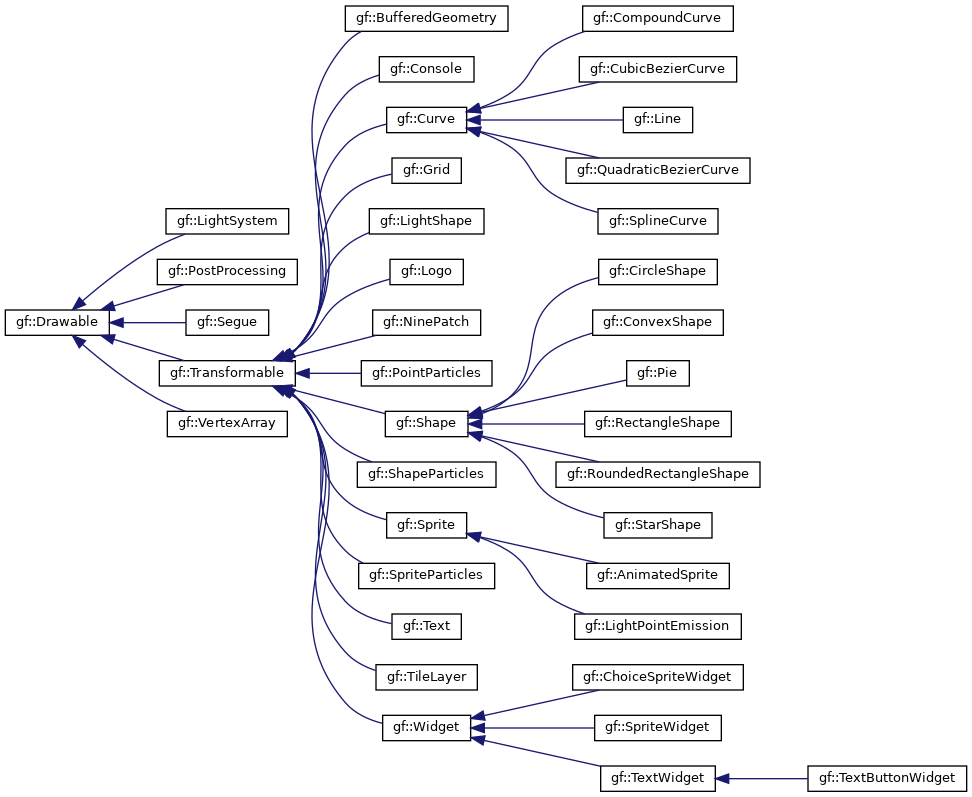 gf::BufferedGeometry
gf::CompoundCurve
gf::Console
gf::CubicBezierCurve
gf::Curve
gf::Line
gf::Grid
gf::QuadraticBezierCurve
gf::LightSystem
gf::LightShape
gf::SplineCurve
gf::PostProcessing
gf::Logo
gf::CircleShape
gf::Drawable
gf::Segue
gf::NinePatch
gf::ConvexShape
gf::Transformable
gf::PointParticles
gf::Pie
gf::VertexArray
gf::Shape
gf::RectangleShape
gf::ShapeParticles
gf::RoundedRectangleShape
gf::Sprite
gf::StarShape
gf::SpriteParticles
gf::AnimatedSprite
gf::Text
gf::LightPointEmission
gf::TileLayer
gf::ChoiceSpriteWidget
gf::Widget
gf::SpriteWidget
gf::TextWidget
gf::TextButtonWidget